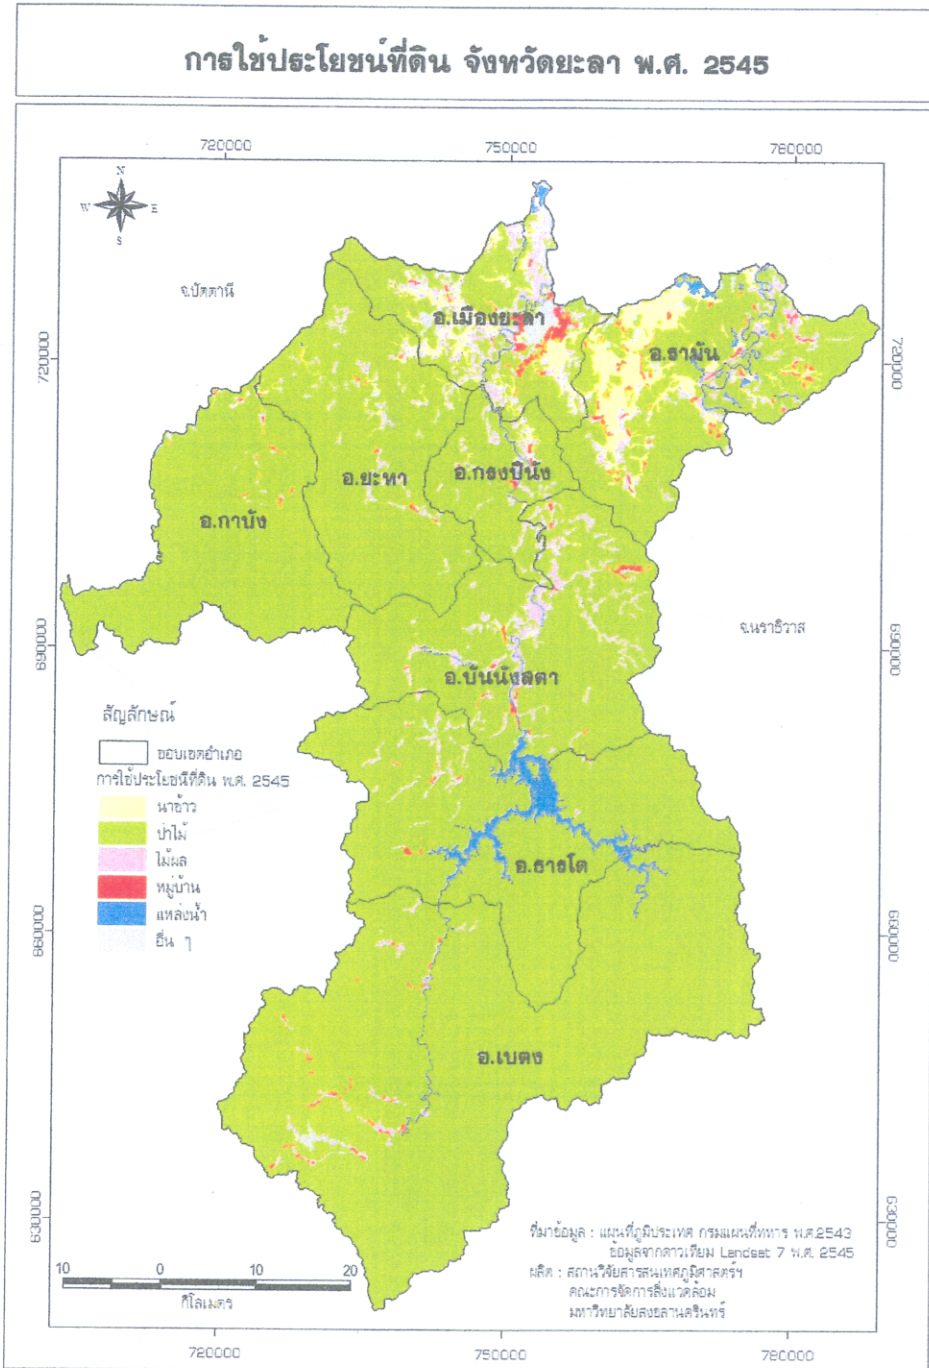 การใช้ประโยชน์ที่ดิน จังหวัดยะลา พ.ศ. 2545
720000 750000 780000
N
W E
S
จ.ปัตตานี
อ.เมืองยะลา
อ.รามัน
720000 720000
อ.ยะหา
อ.กรงปินัง
อ.กาบัง
จ.นราธิวาส
690000 690000
อ.บันนังสตา
สัญลักษณ์
ขอบเขตอำเภอ
การใช้ประโยชน์ที่ดิน พ.ศ. 2545
นาข้าว
ป่าไม้
ไม้ผล
หมู่บ้าน
แหล่งน้ำ
อื่น ๆ
อ.ธารโต
660000 660000
อ.เบตง
630000 630000
ที่มาข้อมูล : แผนที่ภูมิประเทศ กรมแผนที่ทหาร พ.ศ.2543
ข้อมูลจากดาวเทียม Landsat 7 พ.ศ. 2545
ผลิต : สถานวิจัยสารสนเทศภูมิศาสตร์ฯ
คณะการจัดการสิ่งแวดล้อม
มหาวิทยาลัยสงขลานครินทร์
10 0 10 20
กิโลเมตร
720000 750000 780000